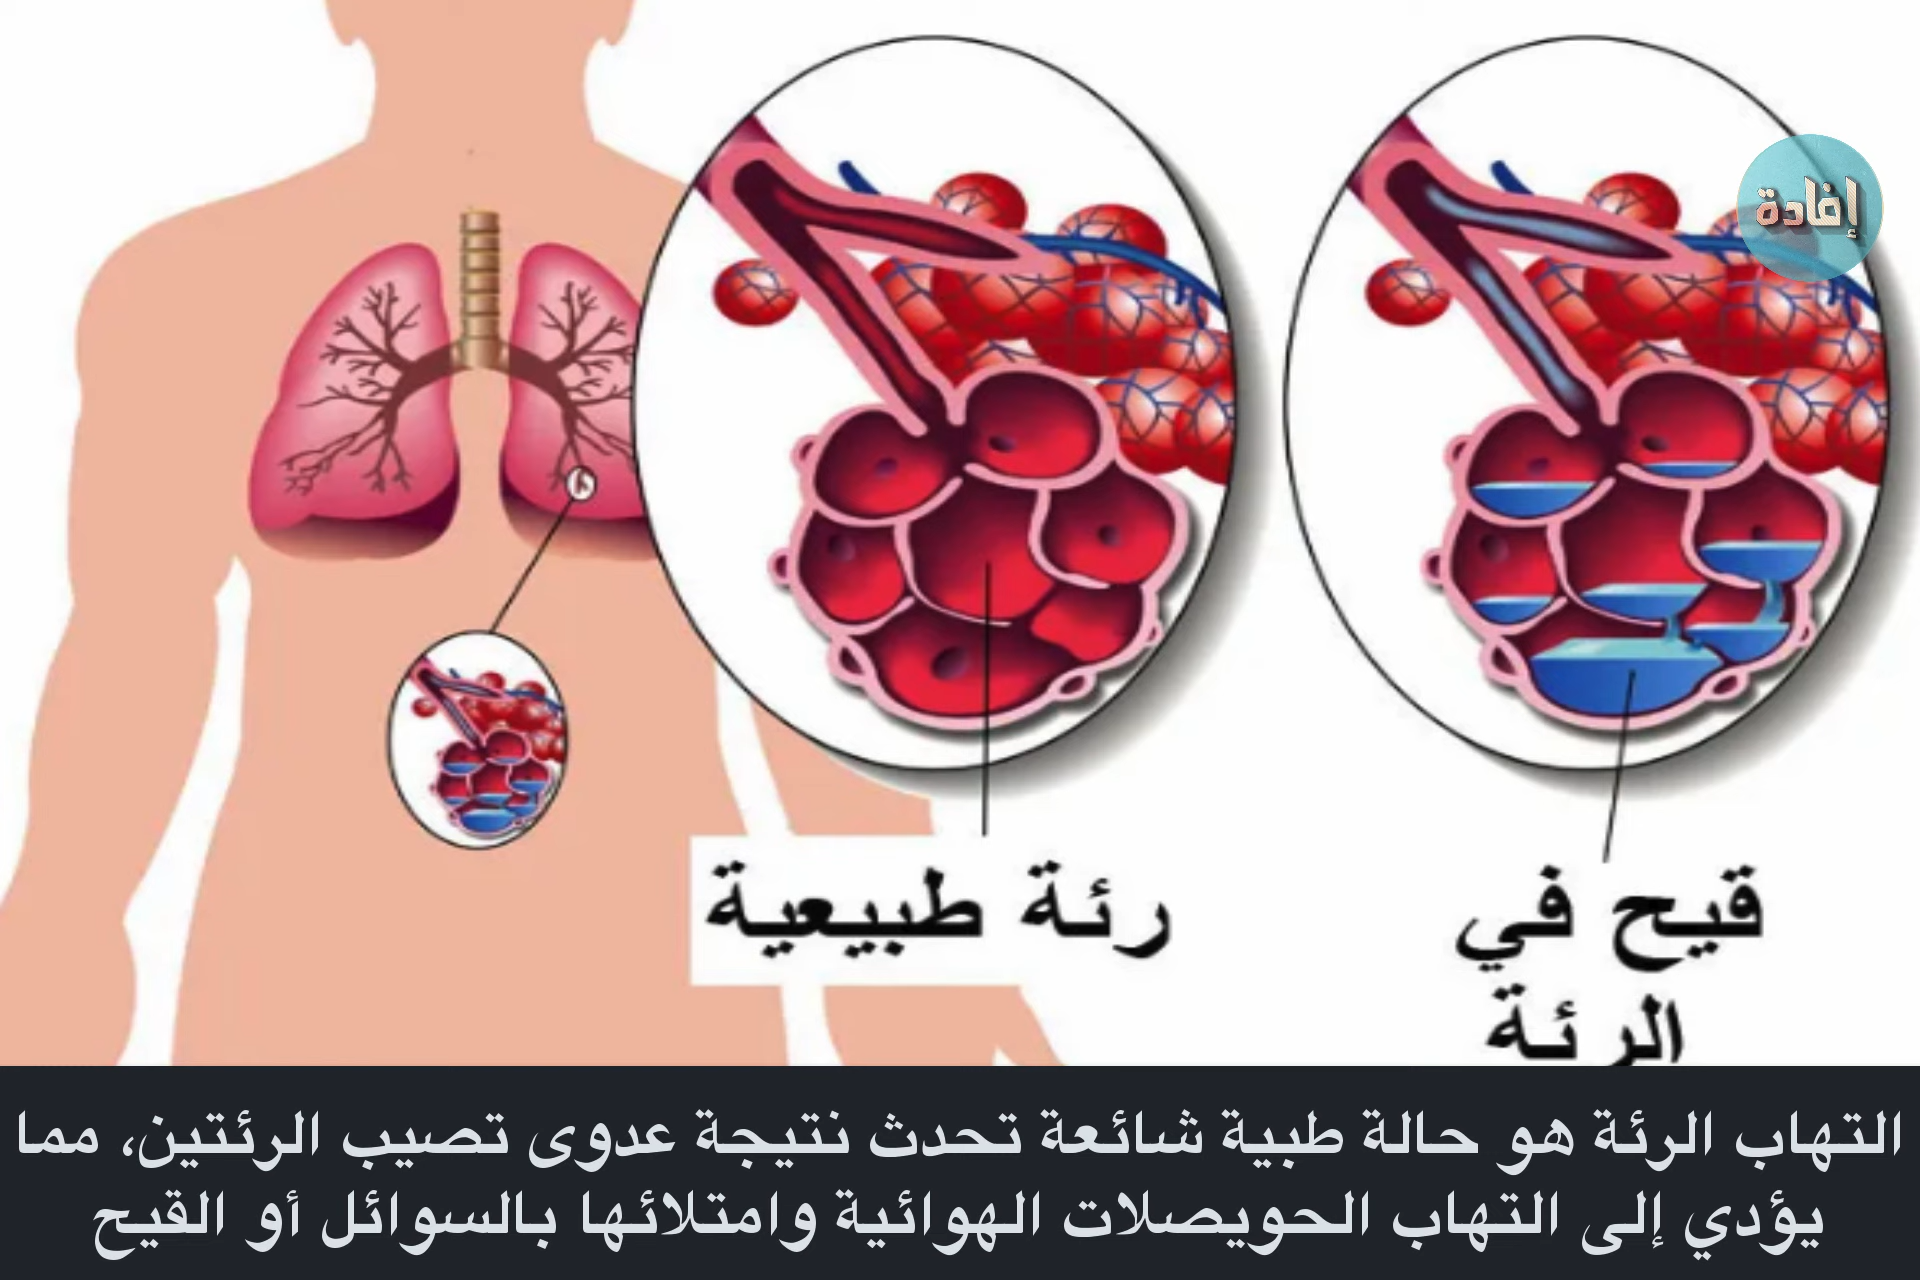 إفادة
رئة طبيعية
قيح في
الرئة
التهاب الرئة هو حالة طبية شائعة تحدث نتيجة عدوى تصيب الرئتين، مما
يؤدي إلى التهاب الحويصلات الهوائية وامتلائها بالسوائل أو القيح